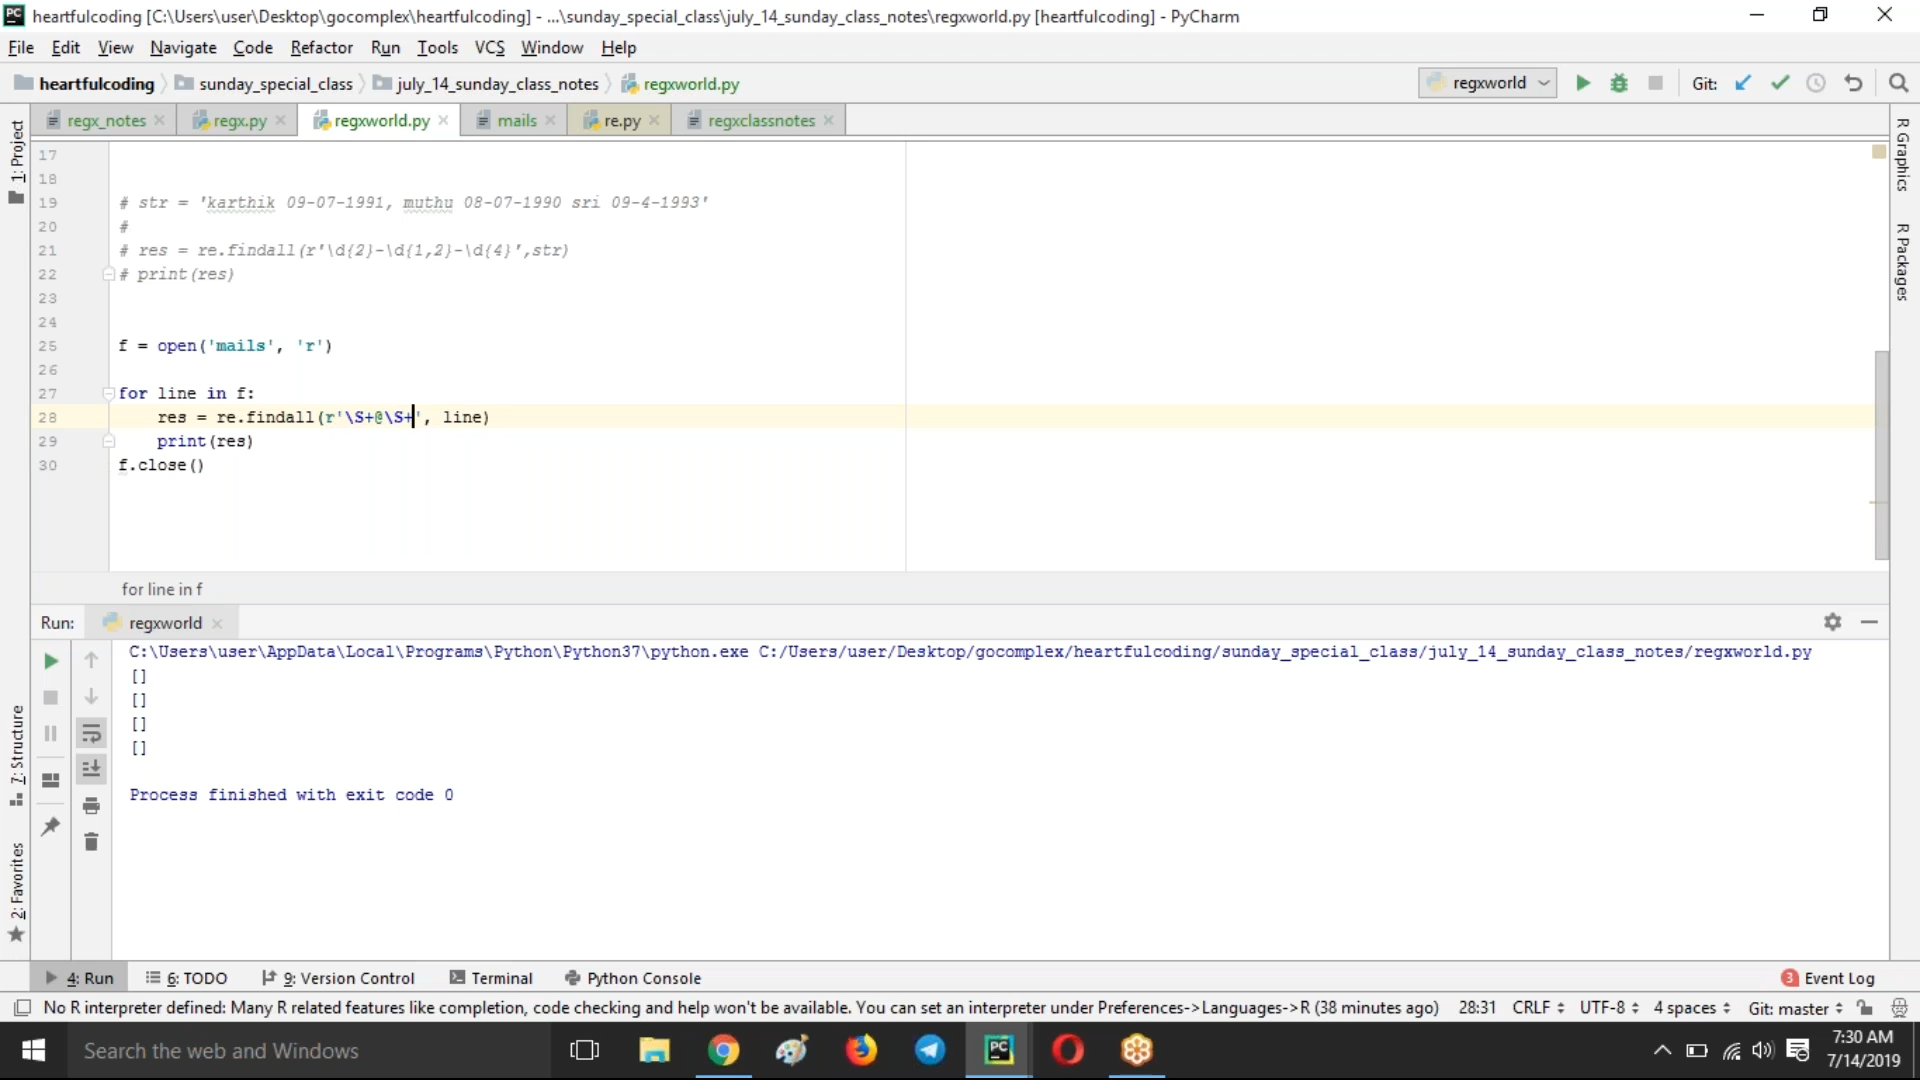 PC heartfulcoding [C:\Users\user\Desktop\gocomplex\heartfulcoding] - ...\sunday_special_class\july_14_sunday_class_notes\regxworld.py [heartfulcoding] - PyCharm
File Edit View Navigate Code Refactor Run Tools VCS Window Help
heartfulcoding sunday_special_class july_14_sunday_class_notes regxworld.py regxworld Git:
regx_notes regx.py regxworld.py mails re.py regxclassnotes
1: Project
R Graphics
R Packages
17
18
19 # str = 'karthik 09-07-1991, muthu 08-07-1990 sri 09-4-1993'
20 #
21 # res = re.findall(r'\d{2}-\d{1,2}-\d{4}',str)
22 # print(res)
23
24
25 f = open('mails', 'r')
26
27 for line in f:
28 res = re.findall(r'\S+@\S+', line)
29 print(res)
30 f.close()
for line in f
Run: regxworld
C:\Users\user\AppData\Local\Programs\Python\Python37\python.exe C:/Users/user/Desktop/gocomplex/heartfulcoding/sunday_special_class/july_14_sunday_class_notes/regxworld.py
[]
[]
[]
[]
Process finished with exit code 0
7: Structure
2: Favorites
4: Run 6: TODO 9: Version Control Terminal Python Console 3 Event Log
No R interpreter defined: Many R related features like completion, code checking and help won't be available. You can set an interpreter under Preferences->Languages->R (38 minutes ago) 28:31 CRLF UTF-8 4 spaces Git: master
Search the web and Windows PC 7:30 AM
7/14/2019